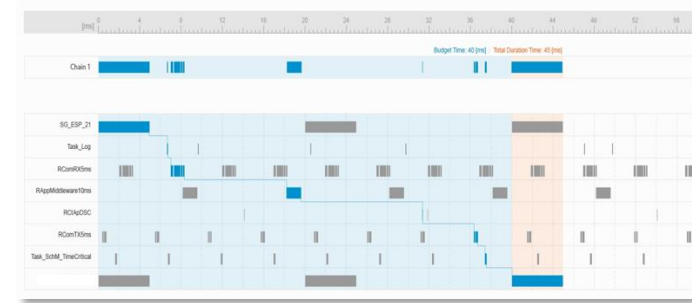 [ms] 0 4 8 12 16 20 24 28 32 36 40 44 48 52 56
Budget Time: 40 [ms] Total Duration Time: 45 [ms]
Chain 1
SG_ESP_21
Task_Log
RComRX5ms
RAppMiddleware10ms
RCtApDSC
RComTX5ms
Task_SchM_TimeCritical